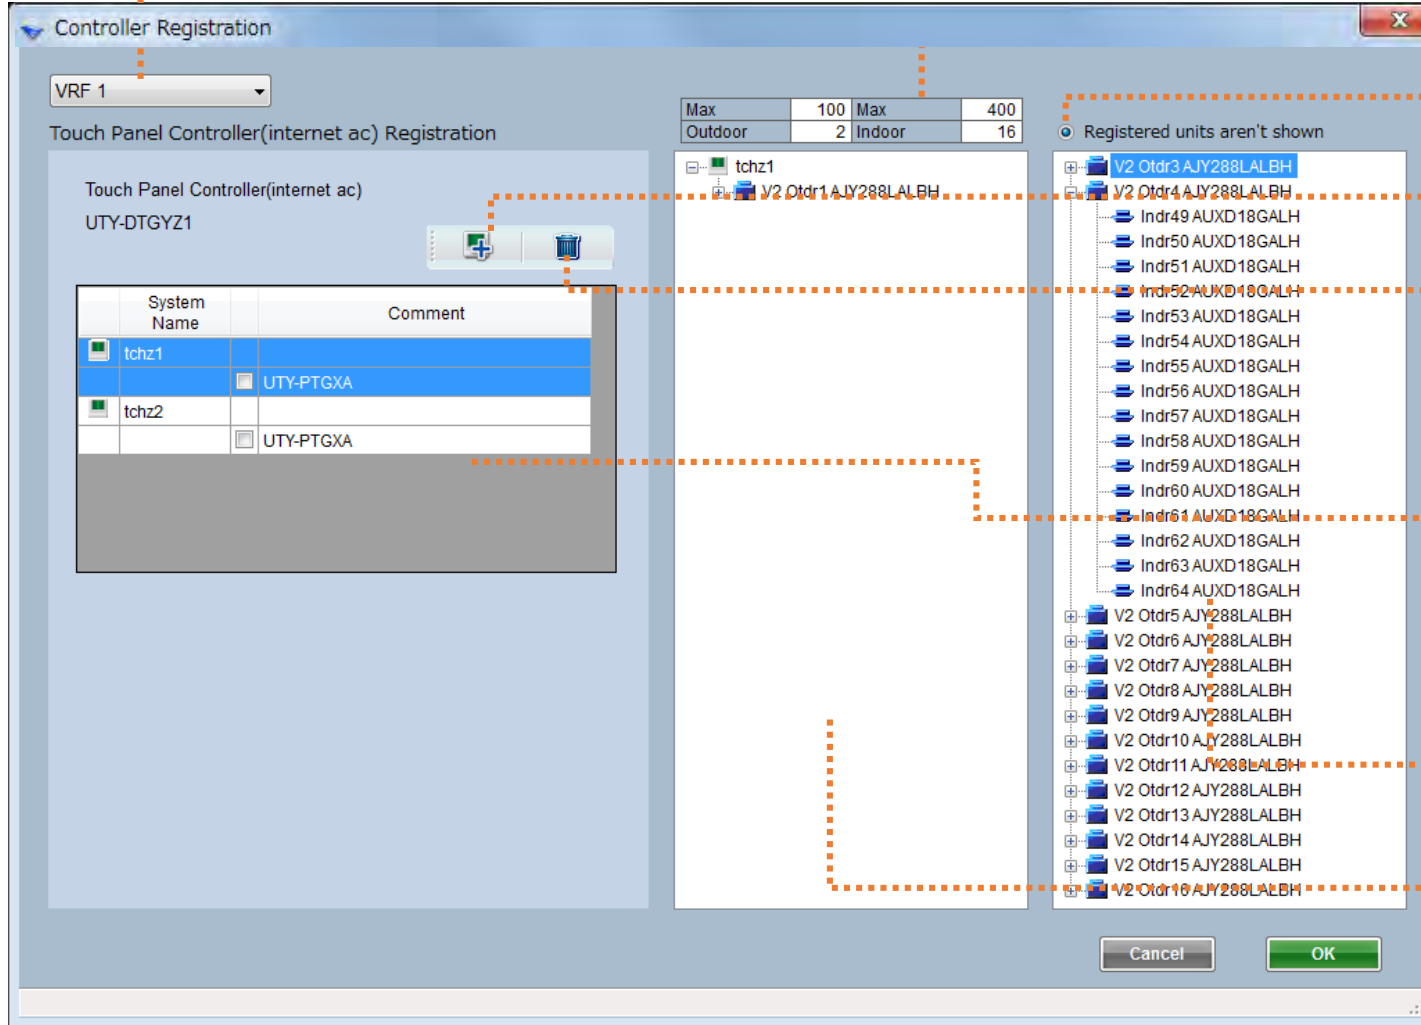 Controller Registration
x
VRF 1
Touch Panel Controller(internet ac) Registration
Touch Panel Controller(internet ac)
UTY-DTGYZ1
System Name
Comment
tchz1
UTY-PTGXA
tchz2
UTY-PTGXA
Max 100 Max 400
Outdoor 2 Indoor 16
tchz1
V2 Otdr1 AJY288LALBH
Registered units aren't shown
V2 Otdr3 AJY288LALBH
V2 Otdr4 AJY288LALBH
Indr49 AUXD18GALH
Indr50 AUXD18GALH
Indr51 AUXD18GALH
Indr52 AUXD18GALH
Indr53 AUXD18GALH
Indr54 AUXD18GALH
Indr55 AUXD18GALH
Indr56 AUXD18GALH
Indr57 AUXD18GALH
Indr58 AUXD18GALH
Indr59 AUXD18GALH
Indr60 AUXD18GALH
Indr61 AUXD18GALH
Indr62 AUXD18GALH
Indr63 AUXD18GALH
Indr64 AUXD18GALH
V2 Otdr5 AJY288LALBH
V2 Otdr6 AJY288LALBH
V2 Otdr7 AJY288LALBH
V2 Otdr8 AJY288LALBH
V2 Otdr9 AJY288LALBH
V2 Otdr10 AJY288LALBH
V2 Otdr11 AJY288LALBH
V2 Otdr12 AJY288LALBH
V2 Otdr13 AJY288LALBH
V2 Otdr14 AJY288LALBH
V2 Otdr15 AJY288LALBH
V2 Otdr16 AJY288LALBH
Cancel
OK